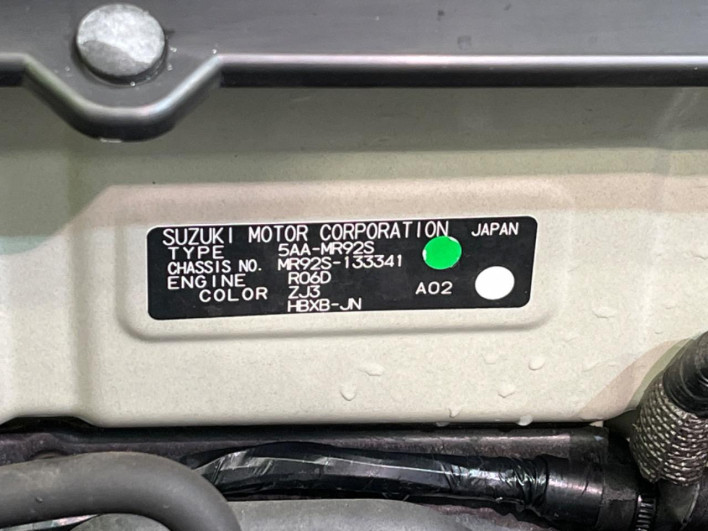 SUZUKI MOTOR CORPORATION JAPAN
TYPE 5AA-MR92S
CHASSIS NO. MR92S-133341
ENGINE R06D
COLOR ZJ3 A02
HBXB-JN